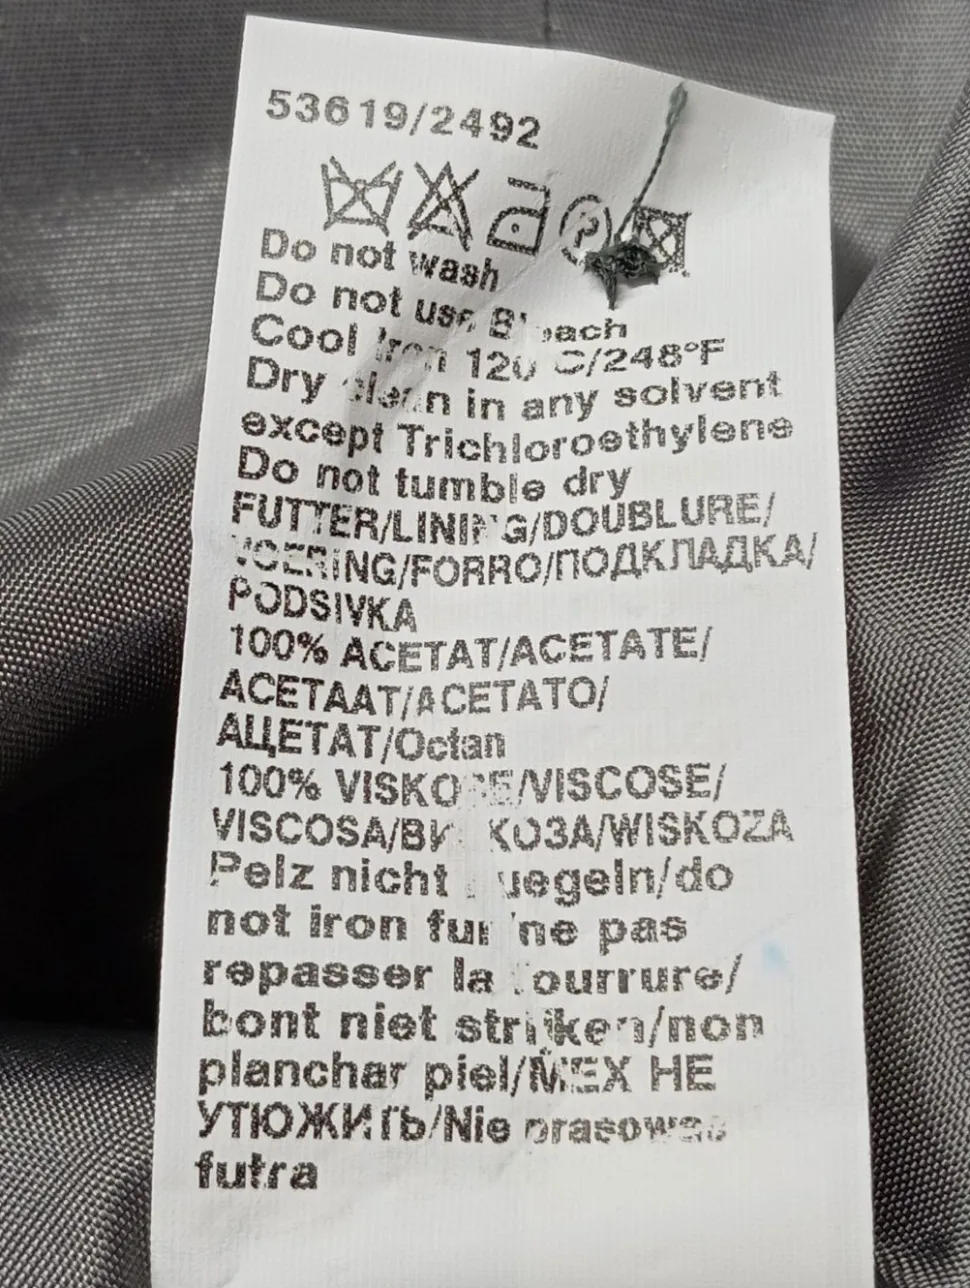 53619/2492
Do not wash
Do not use Bleach
Cool Iron 120°C/248°F
Dry clean in any solvent
except Trichloroethylene
Do not tumble dry
FUTTER/LINING/DOUBLURE/
VOERING/FORRO/ПОДКЛАДКА/
PODSIVKA
100% ACETAT/ACETATE/
ACETAAT/ACETATO/
АЦЕТАТ/Octan
100% VISKOSE/VISCOSE/
VISCOSA/ВИСКОЗА/WISKOZA
Pelz nicht buegeln/do
not iron fur/ne pas
repasser la fourrure/
bont niet strijken/non
planchar piel/МЕХ НЕ
УТЮЖИТЬ/Nie prasowac
futra